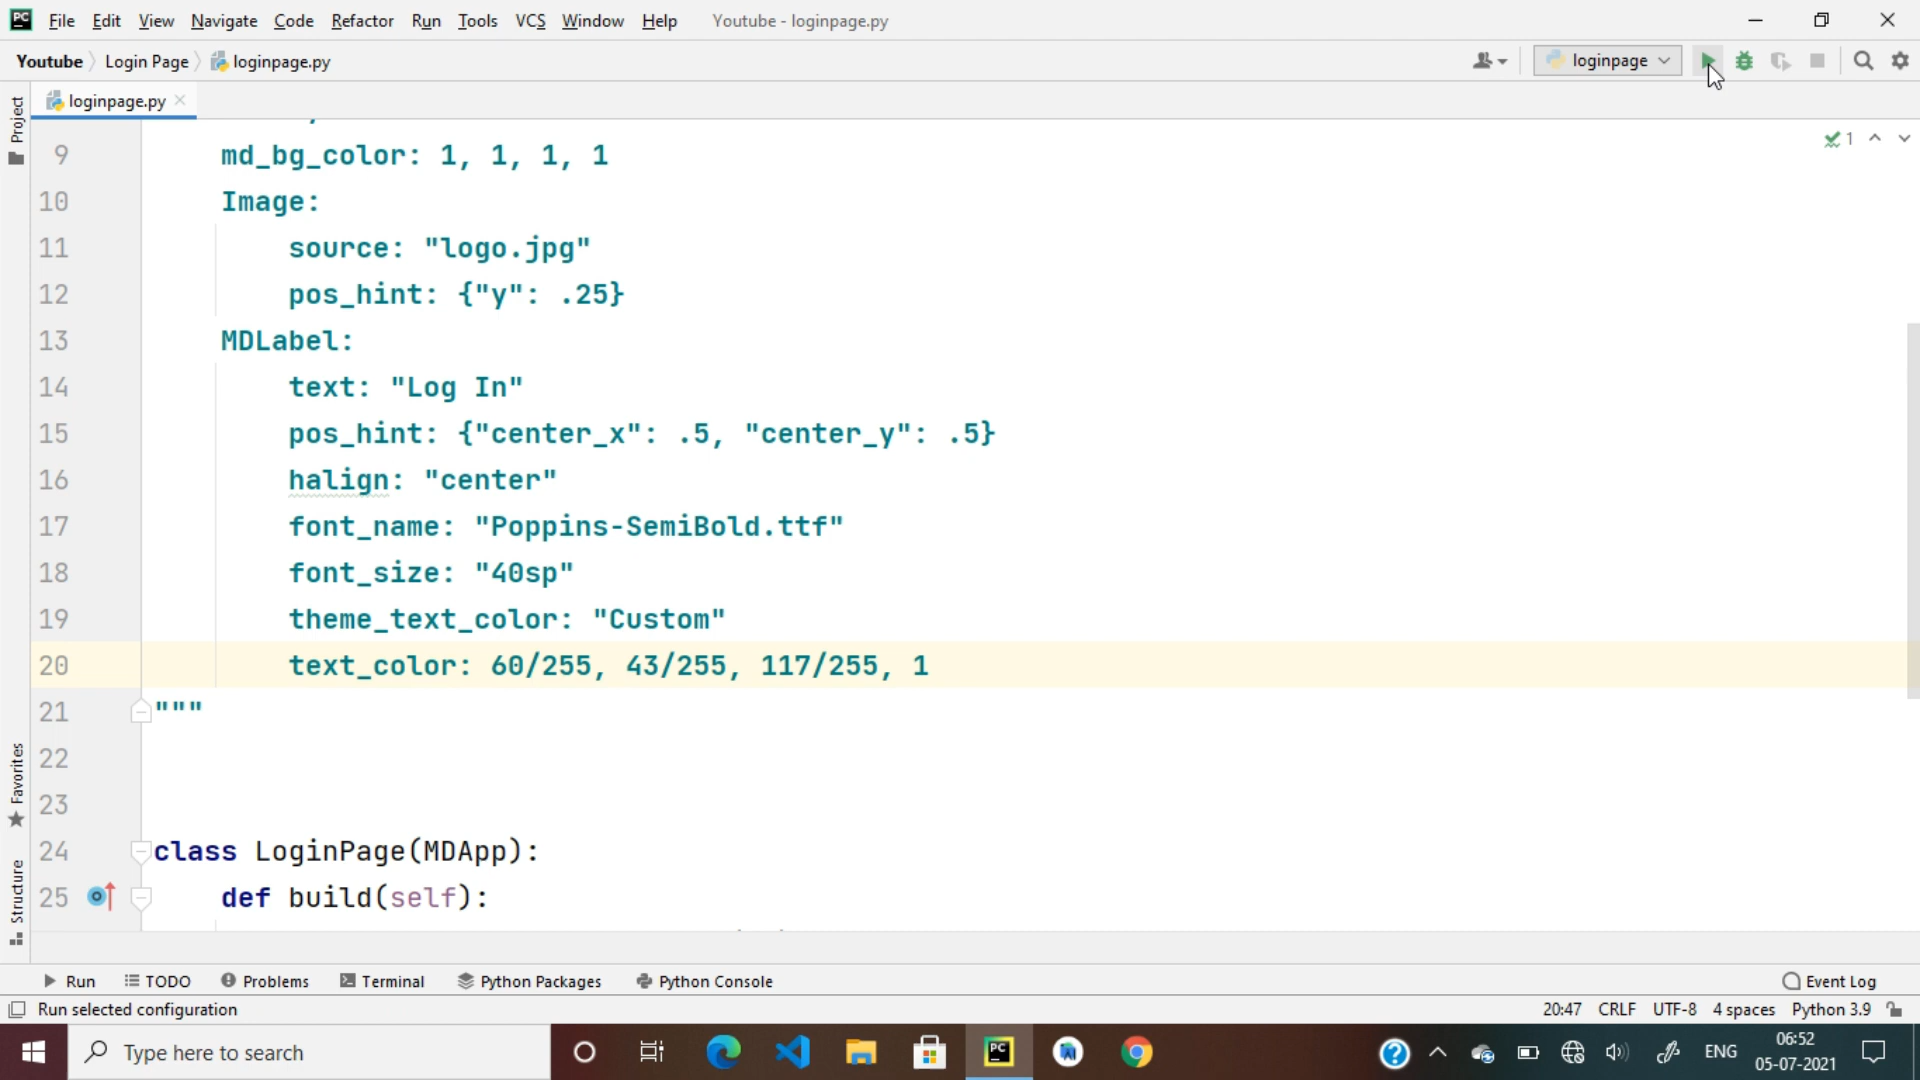 File Edit View Navigate Code Refactor Run Tools VCS Window Help Youtube - loginpage.py
Youtube Login Page loginpage.py loginpage
loginpage.py
Project
1
9 md_bg_color: 1, 1, 1, 1
10 Image:
11 source: "logo.jpg"
12 pos_hint: {"y": .25}
13 MDLabel:
14 text: "Log In"
15 pos_hint: {"center_x": .5, "center_y": .5}
16 halign: "center"
17 font_name: "Poppins-SemiBold.ttf"
18 font_size: "40sp"
19 theme_text_color: "Custom"
20 text_color: 60/255, 43/255, 117/255, 1
21 """
22
23
24 class LoginPage(MDApp):
25 def build(self):
Favorites
Structure
Run TODO Problems Terminal Python Packages Python Console Event Log
Run selected configuration 20:47 CRLF UTF-8 4 spaces Python 3.9
Type here to search ENG 06:52
05-07-2021